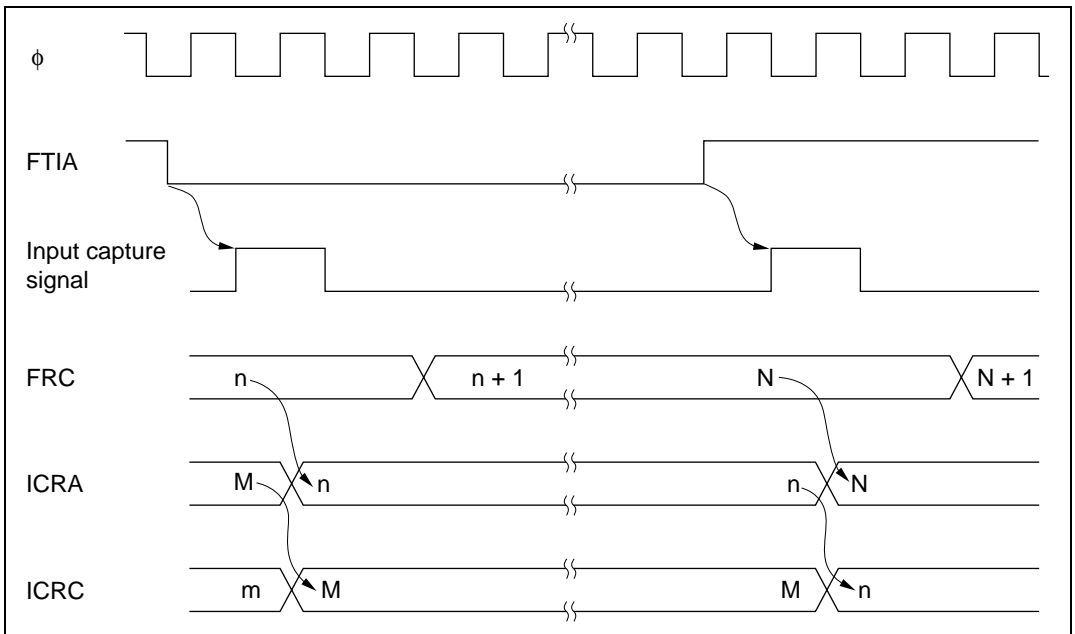 ϕ
FTIA
Input capture
signal
FRC n n + 1 N N + 1
ICRA M n n N
ICRC m M M n